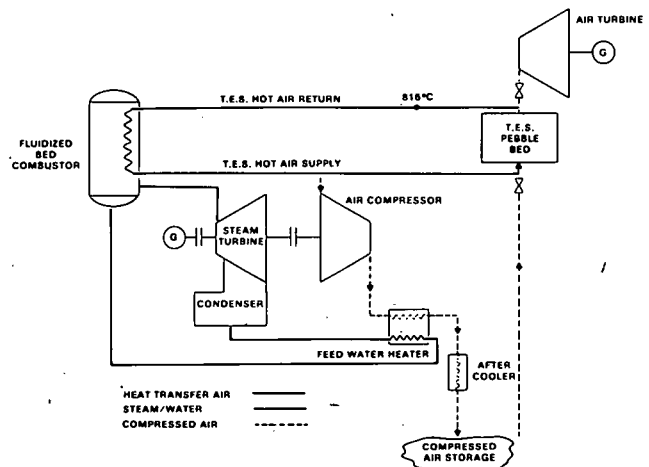 AIR TURBINE
G
T.E.S. HOT AIR RETURN
816°C
T.E.S.
PEBBLE
BED
FLUIDIZED
BED
COMBUSTOR
T.E.S. HOT AIR SUPPLY
AIR COMPRESSOR
G
STEAM
TURBINE
CONDENSER
FEED WATER HEATER
AFTER
COOLER
HEAT TRANSFER AIR
STEAM/WATER
COMPRESSED AIR
COMPRESSED
AIR STORAGE